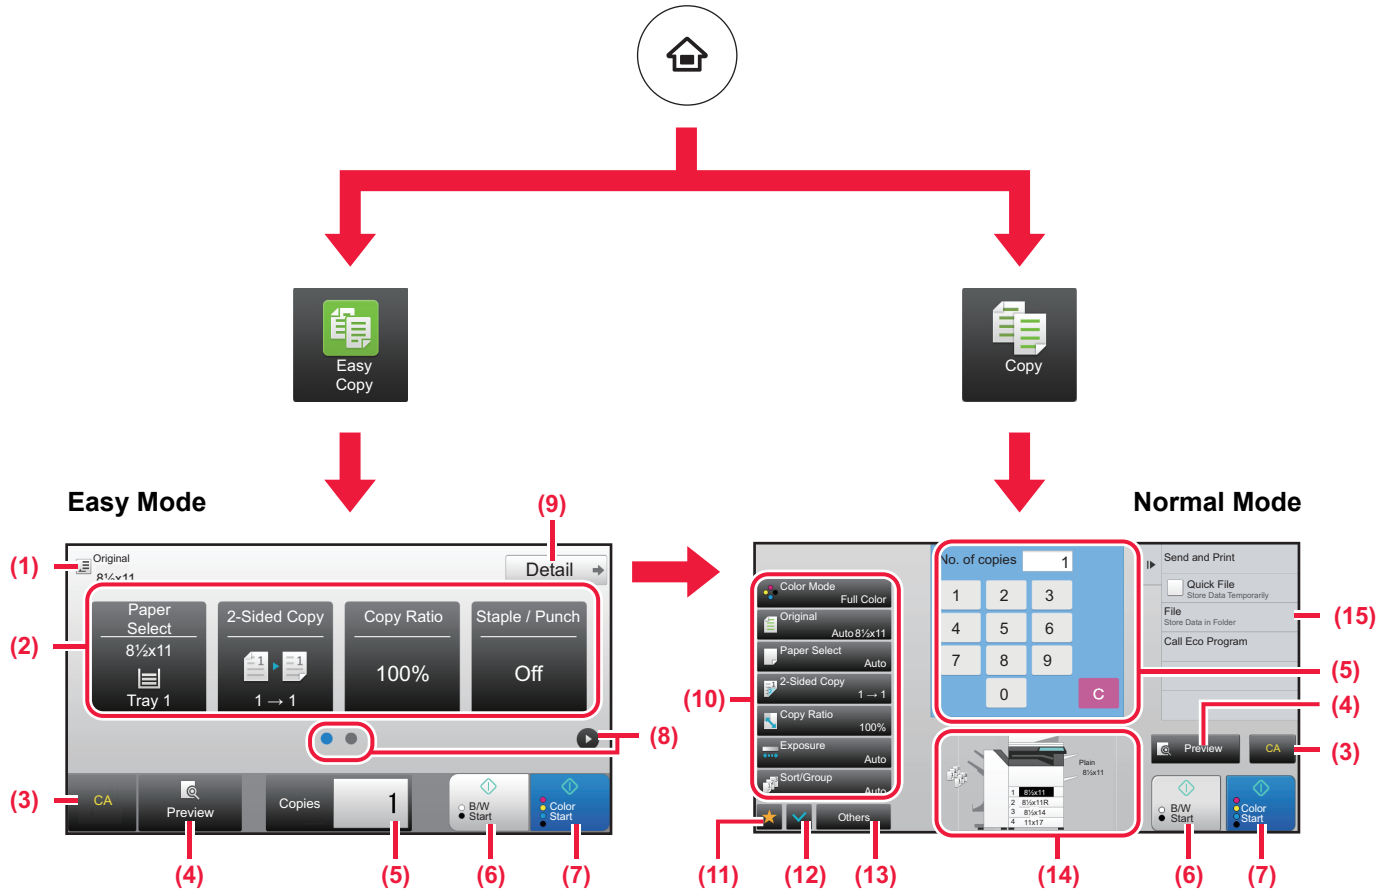 Easy
Copy
Copy
Easy Mode
Normal Mode
(9)
(1)
Original
8½x11
Detail
(2)
Paper
Select
8½x11
Tray 1
2-Sided Copy
1
1
1 → 1
Copy Ratio
100%
Staple / Punch
Off
(8)
(3)
CA
Preview
Copies
1
B/W
Start
Color
Start
(4)
(5)
(6)
(7)
(10)
Color Mode
Full Color
Original
Auto 8½x11
Paper Select
Auto
2-Sided Copy
1 → 1
Copy Ratio
100%
Exposure
Auto
Sort/Group
Auto
Others
(11)
(12)
(13)
No. of copies
1
1 2 3
4 5 6
7 8 9
0 C
Plain
8½x11
1 8½x11
2 8½x11R
3 8½x14
4 11x17
(14)
Send and Print
Quick File
Store Data Temporarily
File
Store Data in Folder
Call Eco Program
(15)
(5)
(4)
Preview
CA
(3)
B/W
Start
Color
Start
(6)
(7)